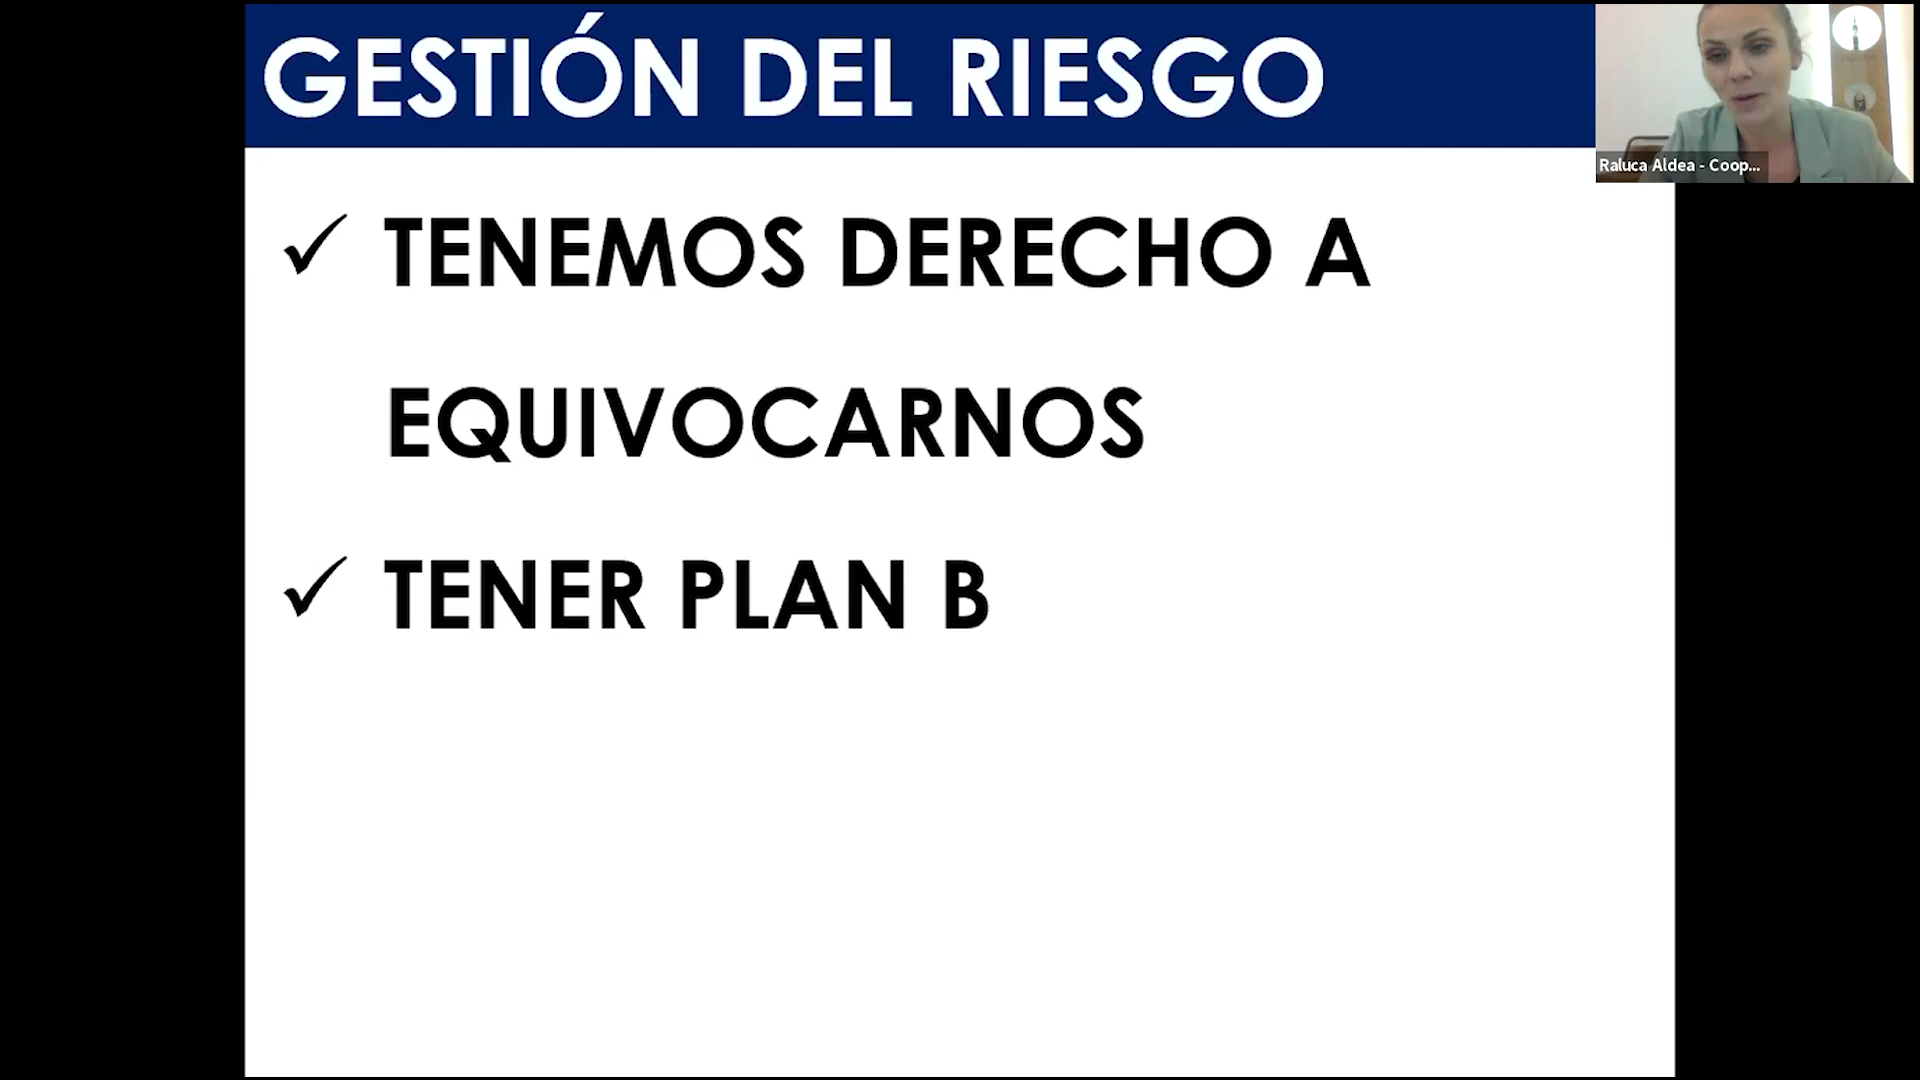 GESTIÓN DEL RIESGO
Raluca Aldea - Coop...
✓ TENEMOS DERECHO A
EQUIVOCARNOS
✓ TENER PLAN B